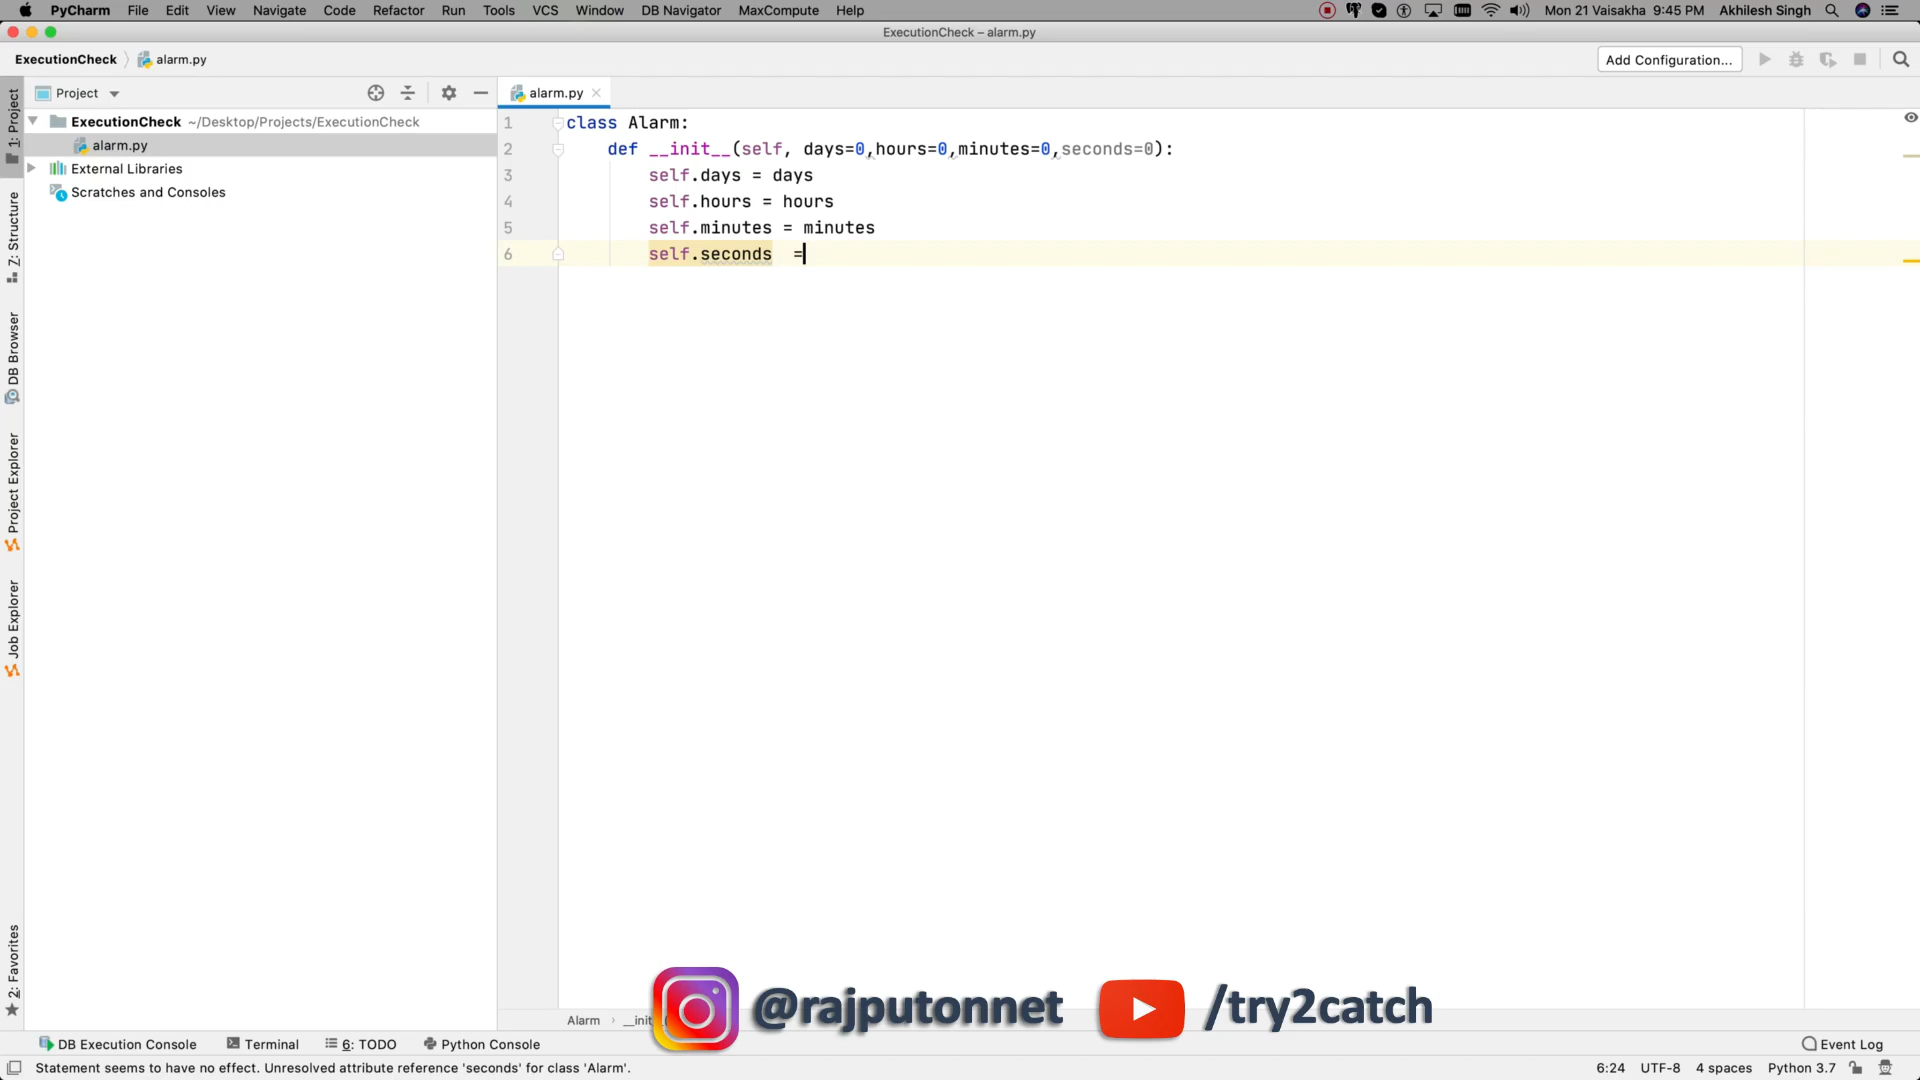 PyCharm File Edit View Navigate Code Refactor Run Tools VCS Window DB Navigator MaxCompute Help Mon 21 Vaisakha 9:45 PM Akhilesh Singh
ExecutionCheck – alarm.py
ExecutionCheck alarm.py Add Configuration...
Project alarm.py
ExecutionCheck ~/Desktop/Projects/ExecutionCheck
alarm.py
External Libraries
Scratches and Consoles
1: Project
Z: Structure
DB Browser
Project Explorer
Job Explorer
2: Favorites
1 class Alarm:
2 def __init__(self, days=0,hours=0,minutes=0,seconds=0):
3 self.days = days
4 self.hours = hours
5 self.minutes = minutes
6 self.seconds  =
@rajputonnet /try2catch
Alarm
DB Execution Console Terminal 6: TODO Python Console Event Log
Statement seems to have no effect. Unresolved attribute reference 'seconds' for class 'Alarm'. 6:24 UTF-8 4 spaces Python 3.7